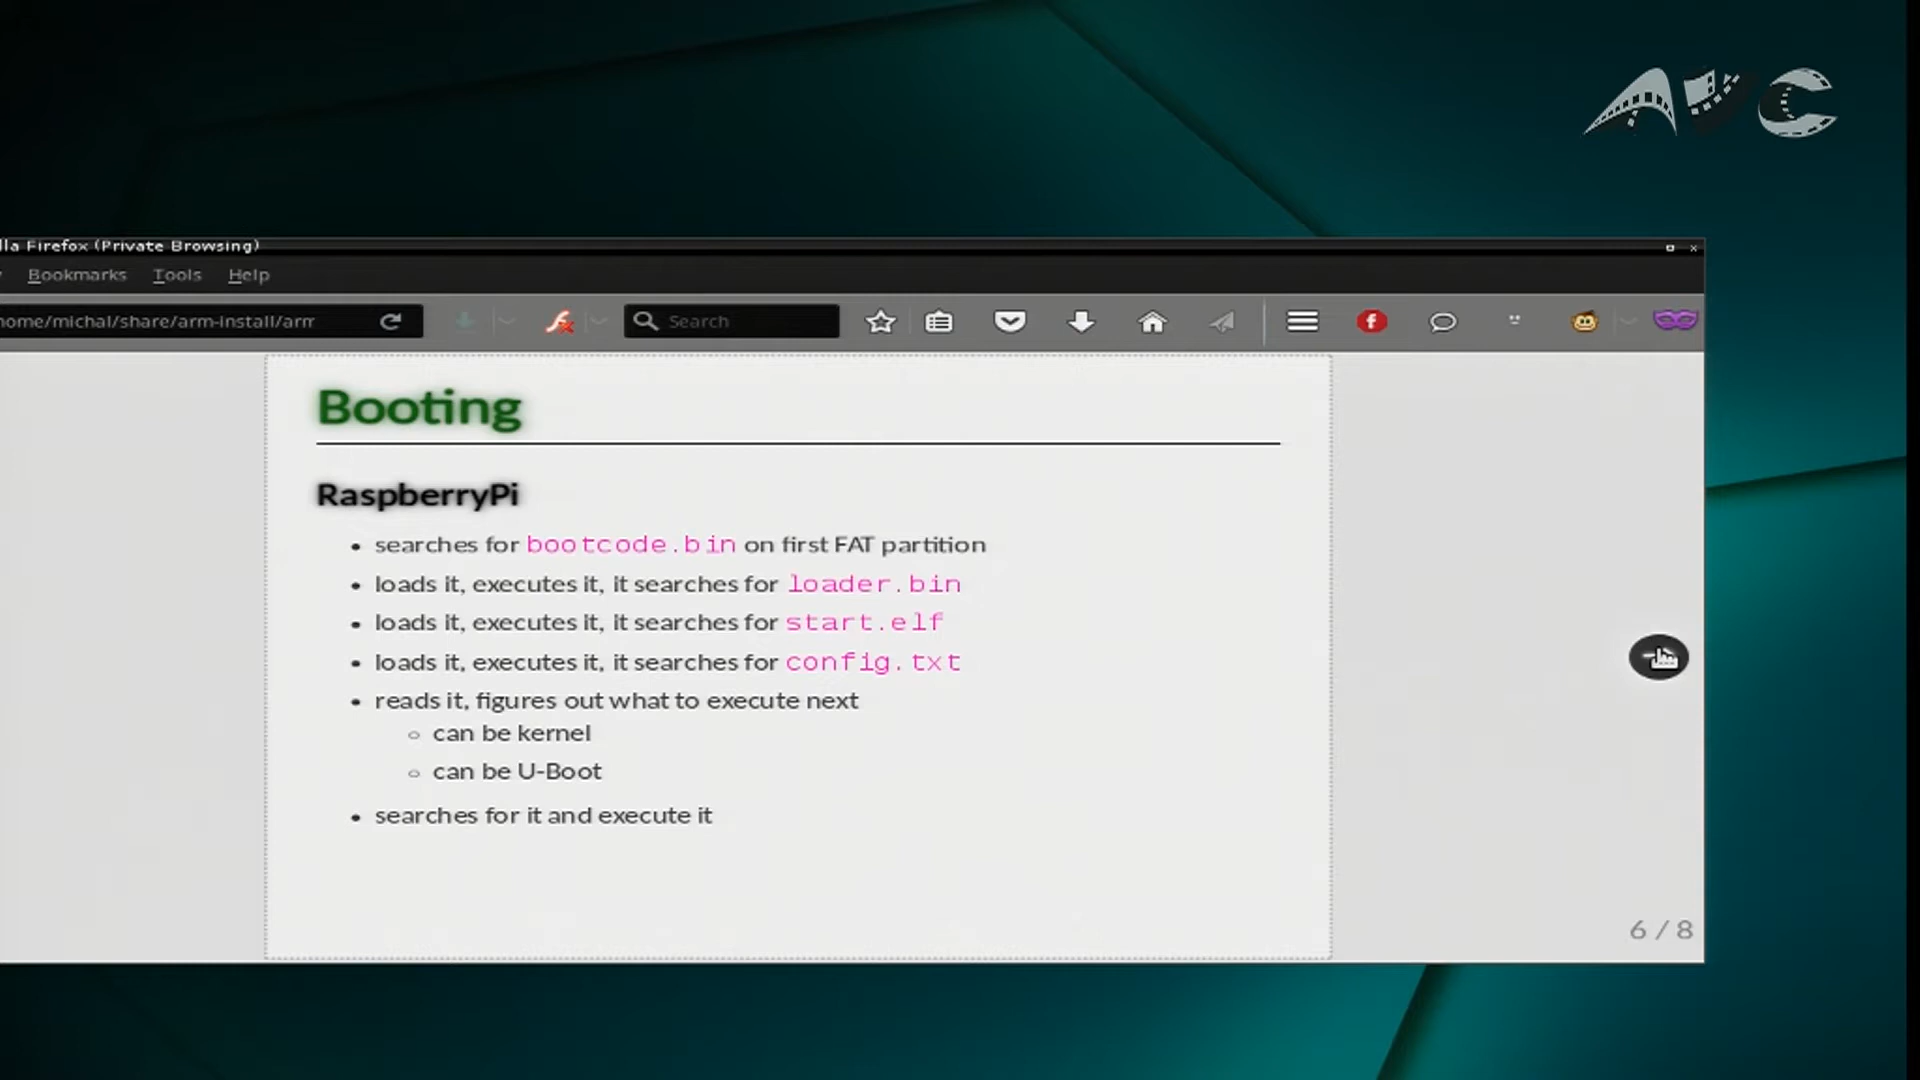 AVC
lla Firefox (Private Browsing)
Bookmarks Tools Help
home/michal/share/arm-install/arm
Search
Booting
RaspberryPi
• searches for bootcode.bin on first FAT partition
• loads it, executes it, it searches for loader.bin
• loads it, executes it, it searches for start.elf
• loads it, executes it, it searches for config.txt
• reads it, figures out what to execute next
○ can be kernel
○ can be U-Boot
• searches for it and execute it
6 / 8